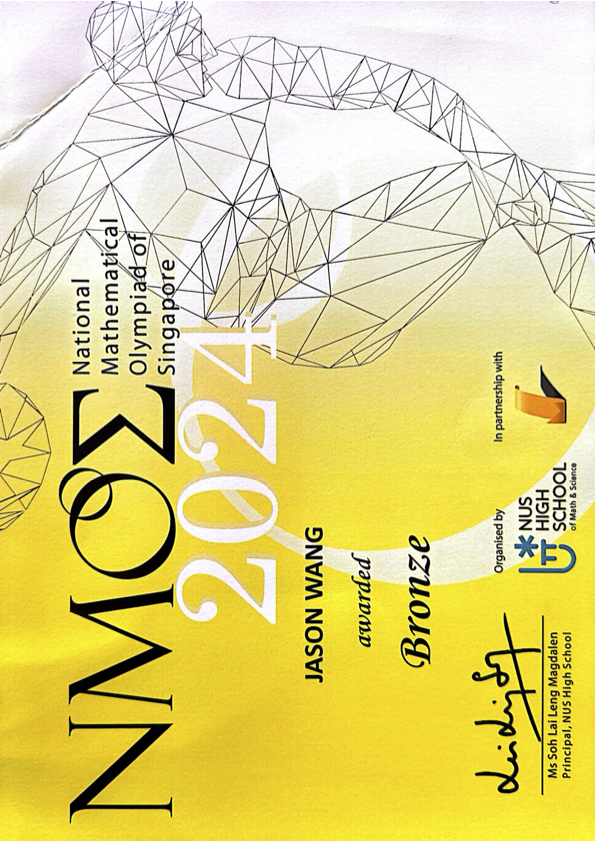 NMOΣ
National
Mathematical
Olympiad of
Singapore
2024
JASON WANG
awarded
Bronze
Ms Soh Lai Leng Magdalen
Principal, NUS High School
Organised by
NUS
HIGH
SCHOOL
of Math & Science
In partnership with